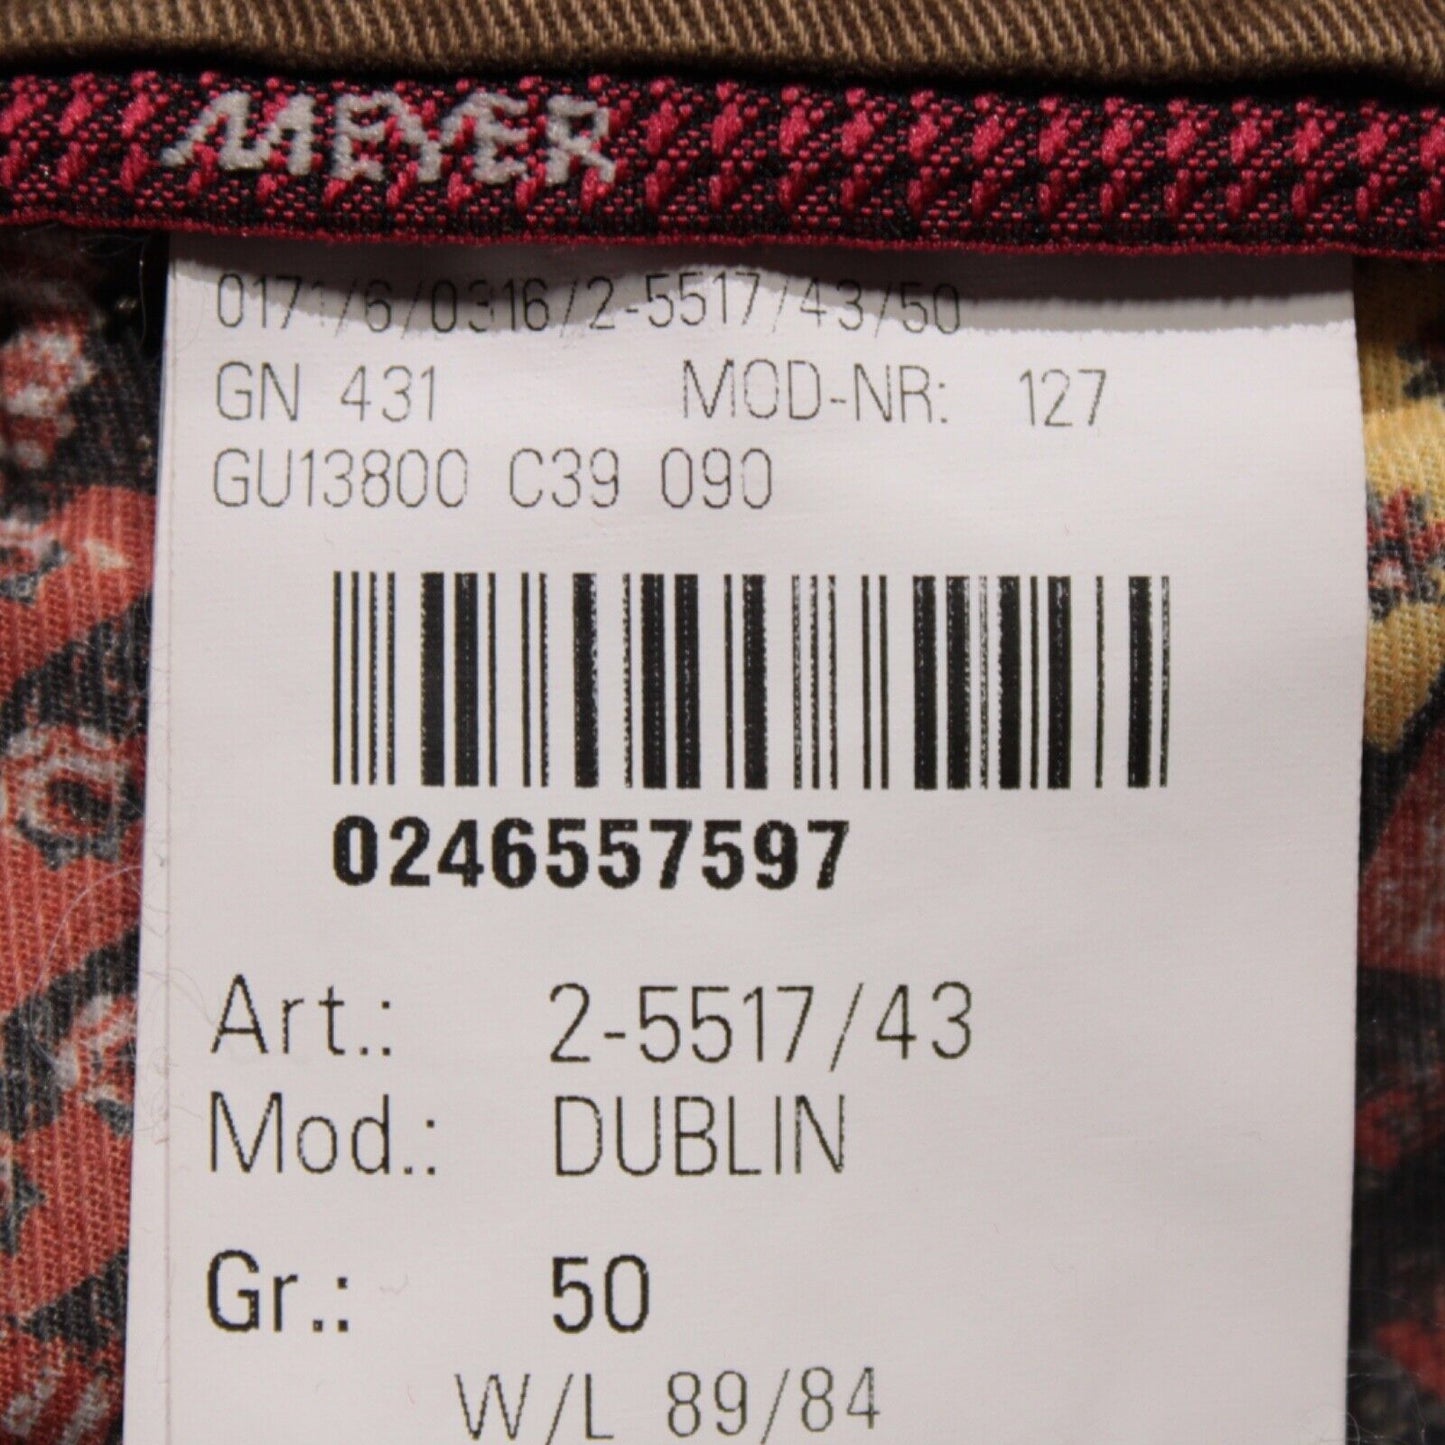 MEYER
0171/6/0316/2-5517/43/50
GN 431 MOD-NR: 127
GU13800 C39 090
0246557597
Art.: 2-5517/43
Mod.: DUBLIN
Gr.: 50
W/L 89/84